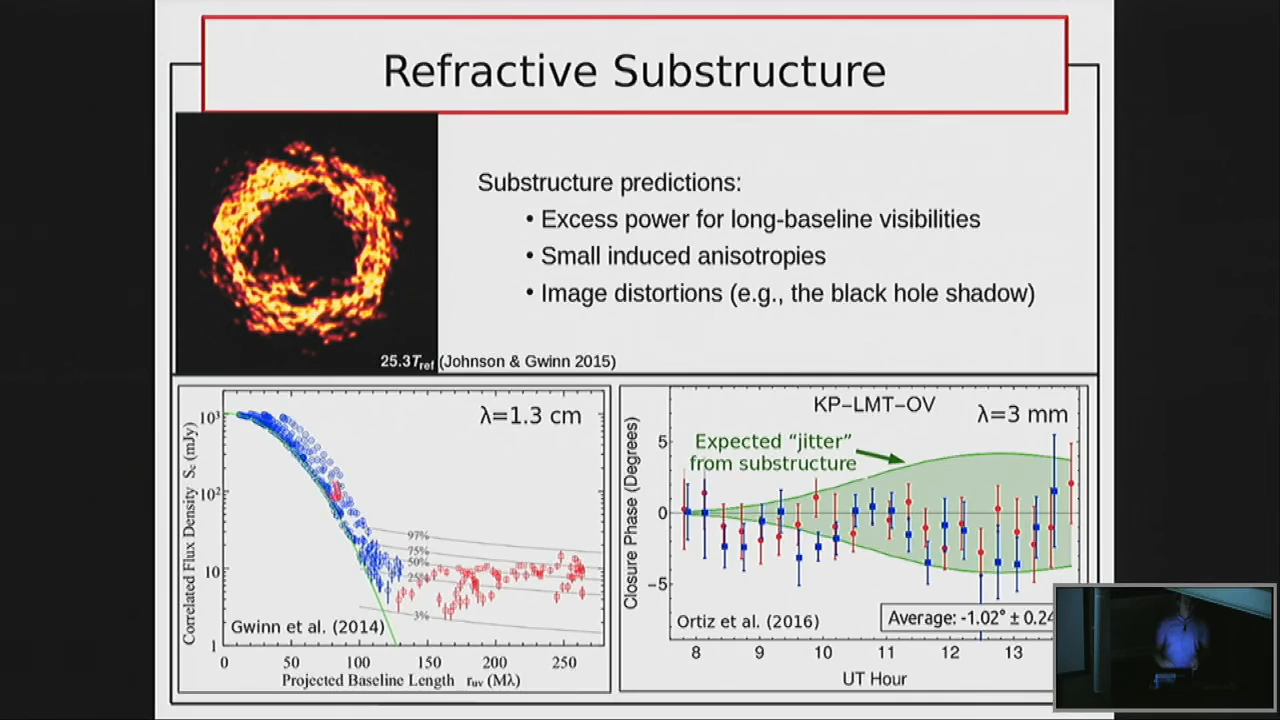 Refractive Substructure
Substructure predictions:
• Excess power for long-baseline visibilities
• Small induced anisotropies
• Image distortions (e.g., the black hole shadow)
25.3Tref (Johnson & Gwinn 2015)
λ=1.3 cm
Correlated Flux Density Sc (mJy)
10³
10²
10
1
97%
75%
50%
25%
3%
Gwinn et al. (2014)
0 50 100 150 200 250
Projected Baseline Length ruv (Mλ)
KP−LMT−OV
λ=3 mm
Expected “jitter”
from substructure
Closure Phase (Degrees)
5
0
−5
Ortiz et al. (2016)
Average: -1.02° ± 0.24
8 9 10 11 12 13
UT Hour